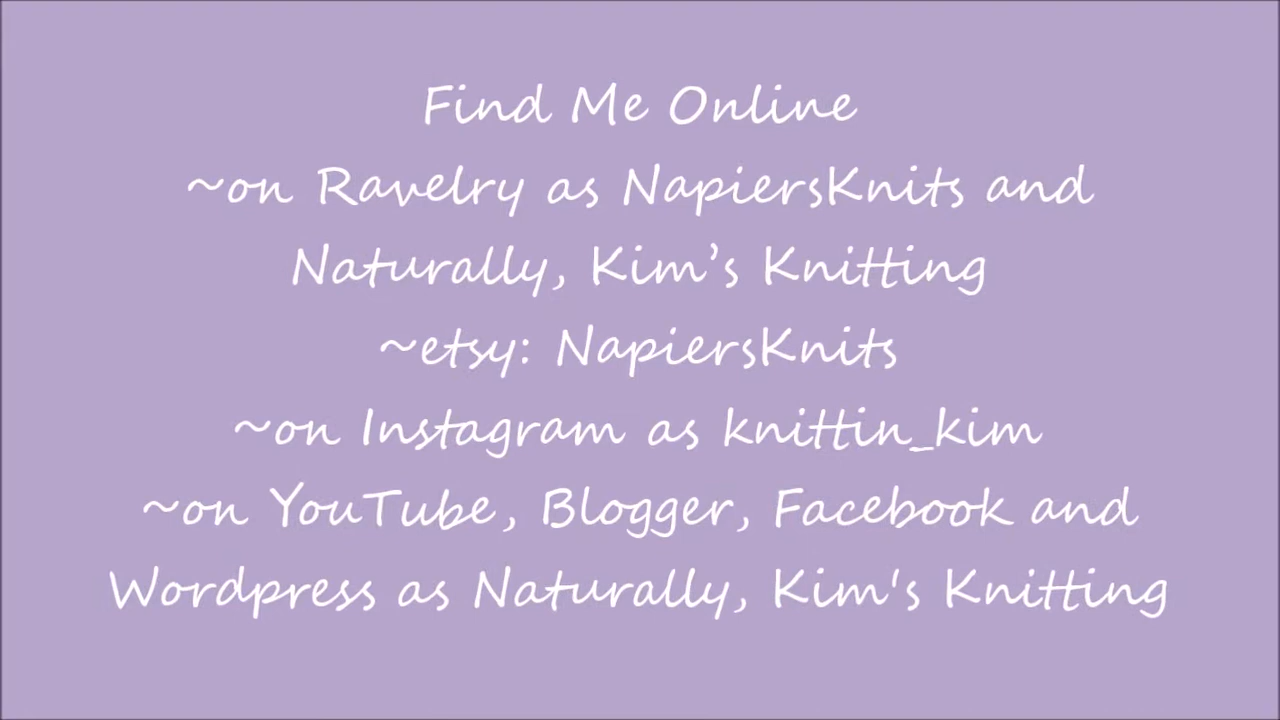 Find Me Online
~on Ravelry as NapiersKnits and
Naturally, Kim’s Knitting
~etsy: NapiersKnits
~on Instagram as knittin_kim
~on YouTube, Blogger, Facebook and
Wordpress as Naturally, Kim's Knitting